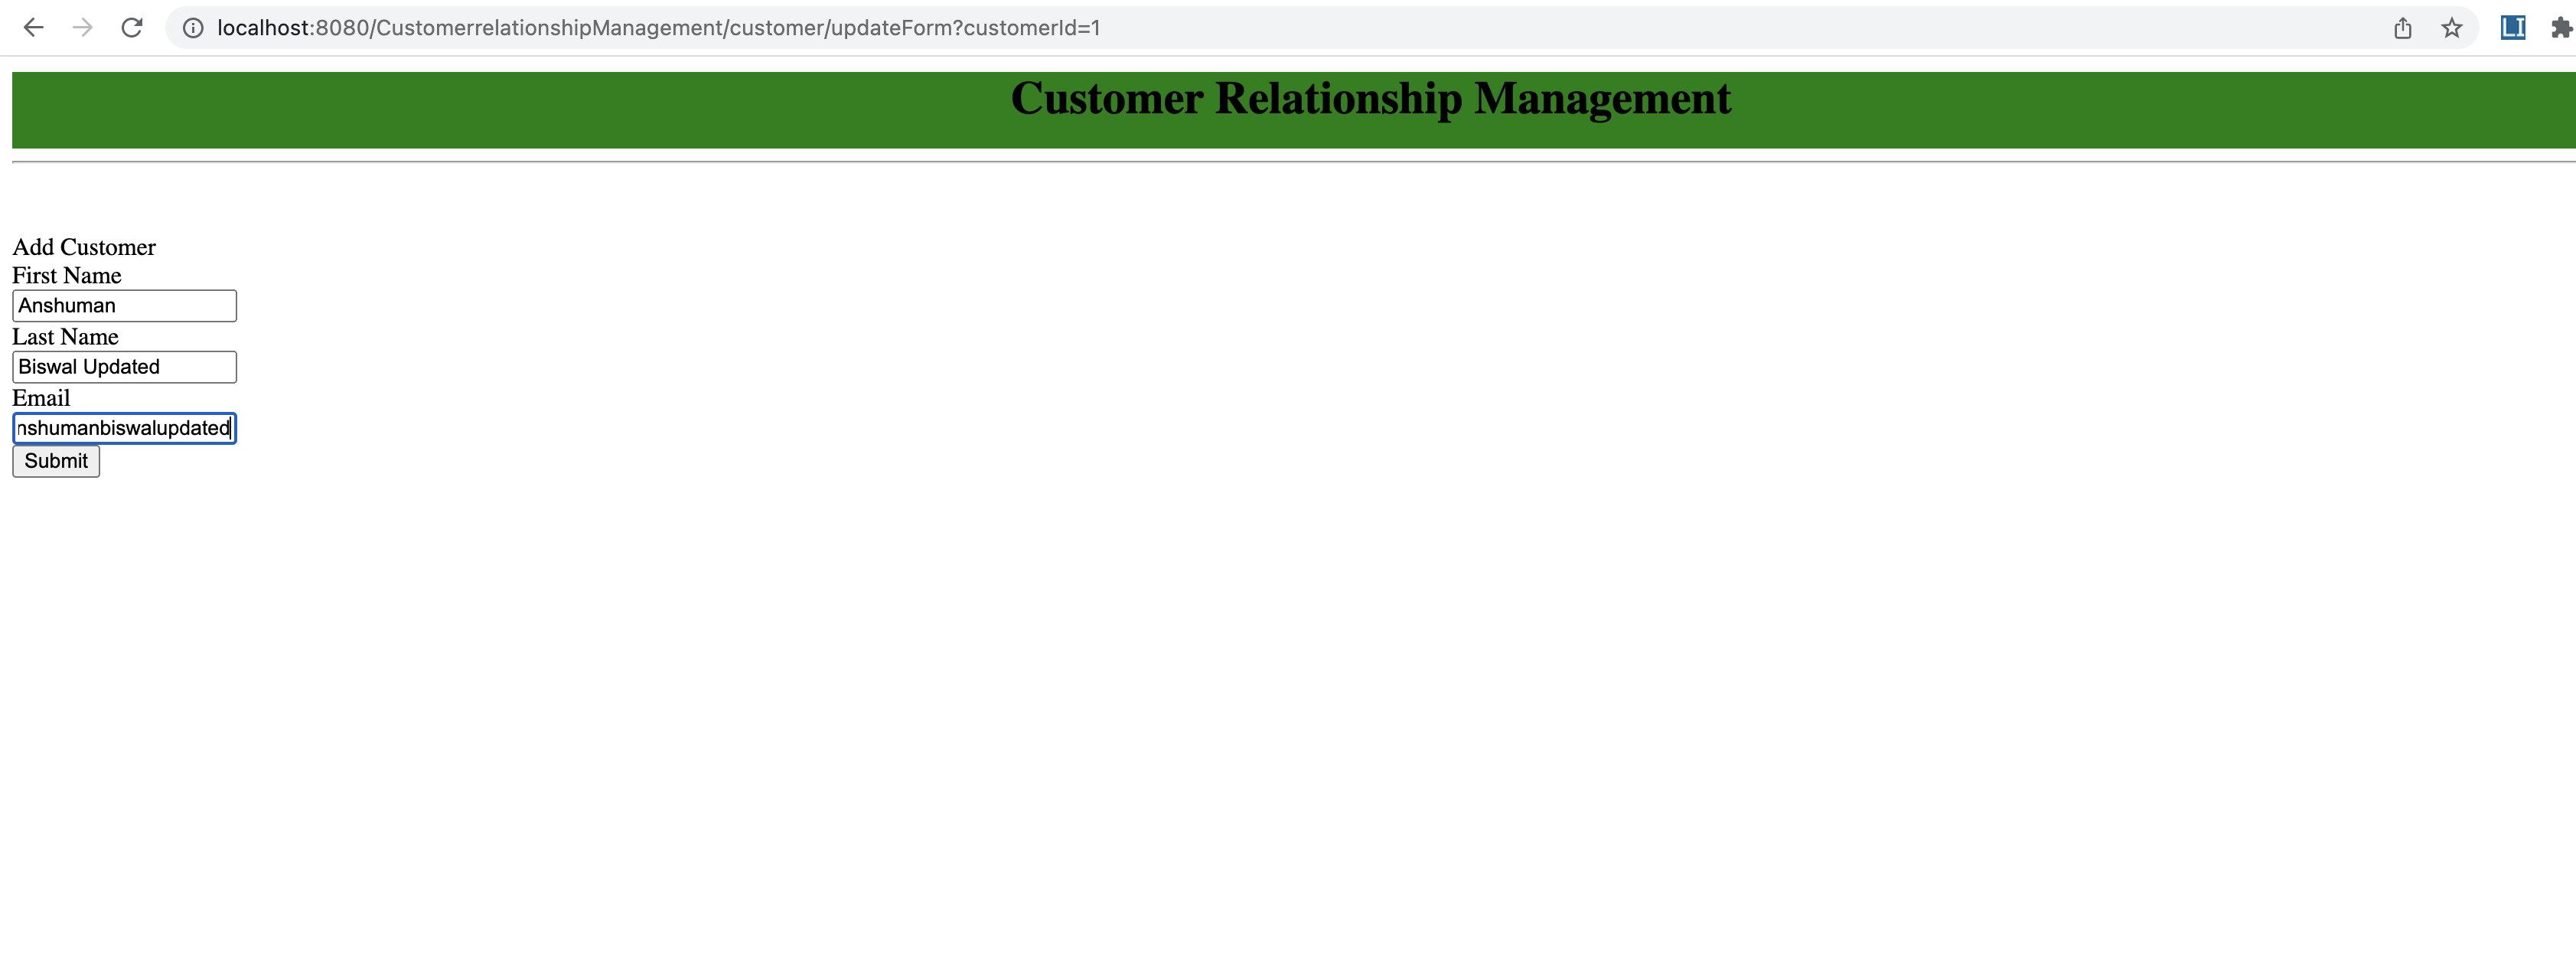 localhost:8080/CustomerrelationshipManagement/customer/updateForm?customerId=1
LI
Customer Relationship Management
Add Customer
First Name
Anshuman
Last Name
Biswal Updated
Email
nshumanbiswalupdated
Submit